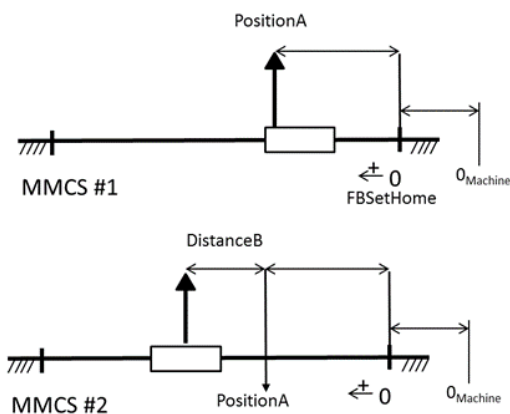 PositionA
+
0
0Machine
FBSetHome
MMCS #1
DistanceB
PositionA
+
0
0Machine
MMCS #2